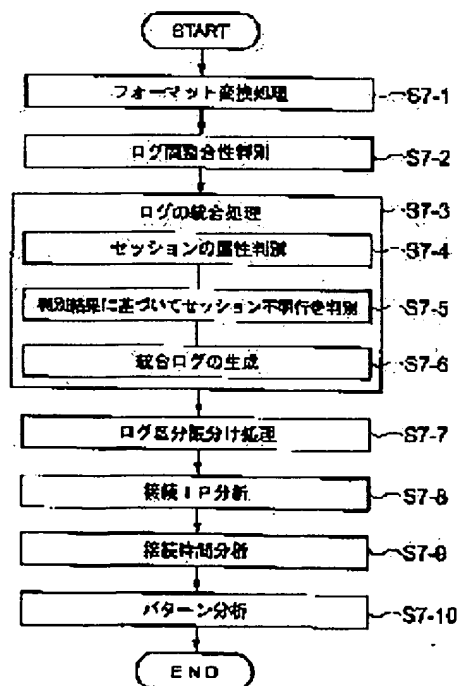 START
フォーマット変換処理
S7-1
ログ間整合性判別
S7-2
ログの統合処理
S7-3
セッションの属性判別
S7-4
判別結果に基づいてセッション不明行を判別
S7-5
統合ログの生成
S7-6
ログ区分振分け処理
S7-7
接続IP分析
S7-8
接続時間分析
S7-9
パターン分析
S7-10
END